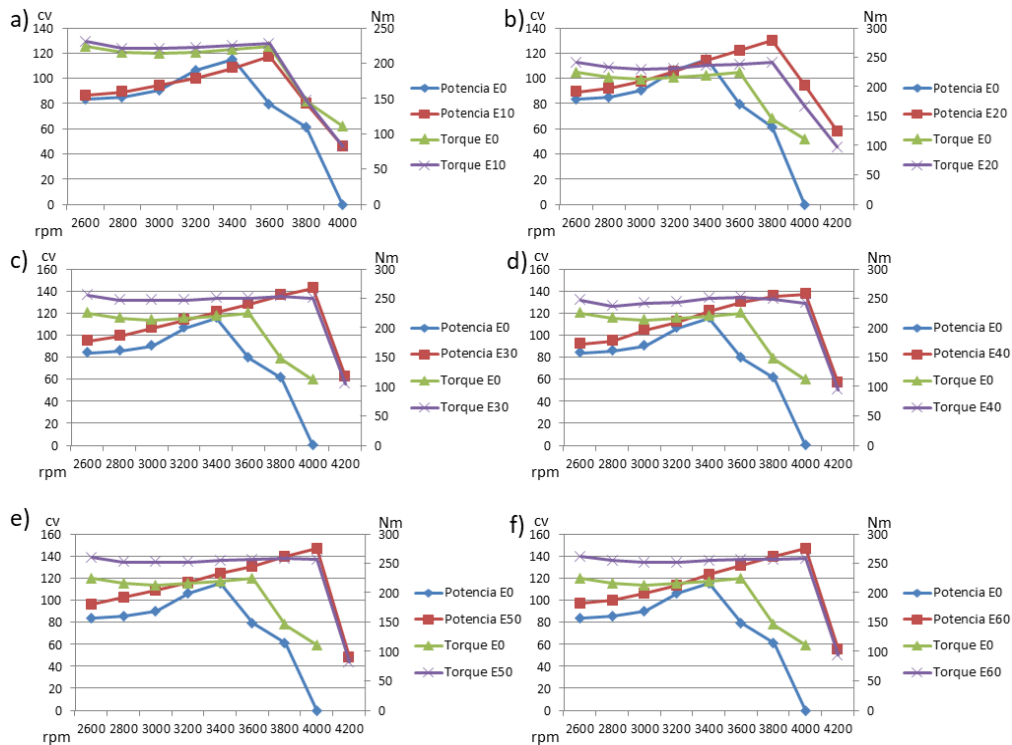 a)
cv
Nm
140
120
100
80
60
40
20
0
250
200
150
100
50
0
2600 2800 3000 3200 3400 3600 3800 4000
rpm
Potencia E0
Potencia E10
Torque E0
Torque E10
b)
cv
Nm
140
120
100
80
60
40
20
0
300
250
200
150
100
50
0
2600 2800 3000 3200 3400 3600 3800 4000 4200
rpm
Potencia E0
Potencia E20
Torque E0
Torque E20
c)
cv
Nm
160
140
120
100
80
60
40
20
0
300
250
200
150
100
50
0
2600 2800 3000 3200 3400 3600 3800 4000 4200
rpm
Potencia E0
Potencia E30
Torque E0
Torque E30
d)
cv
Nm
160
140
120
100
80
60
40
20
0
300
250
200
150
100
50
0
2600 2800 3000 3200 3400 3600 3800 4000 4200
rpm
Potencia E0
Potencia E40
Torque E0
Torque E40
e)
cv
Nm
160
140
120
100
80
60
40
20
0
300
250
200
150
100
50
0
2600 2800 3000 3200 3400 3600 3800 4000 4200
rpm
Potencia E0
Potencia E50
Torque E0
Torque E50
f)
cv
Nm
160
140
120
100
80
60
40
20
0
300
250
200
150
100
50
0
2600 2800 3000 3200 3400 3600 3800 4000 4200
rpm
Potencia E0
Potencia E60
Torque E0
Torque E60